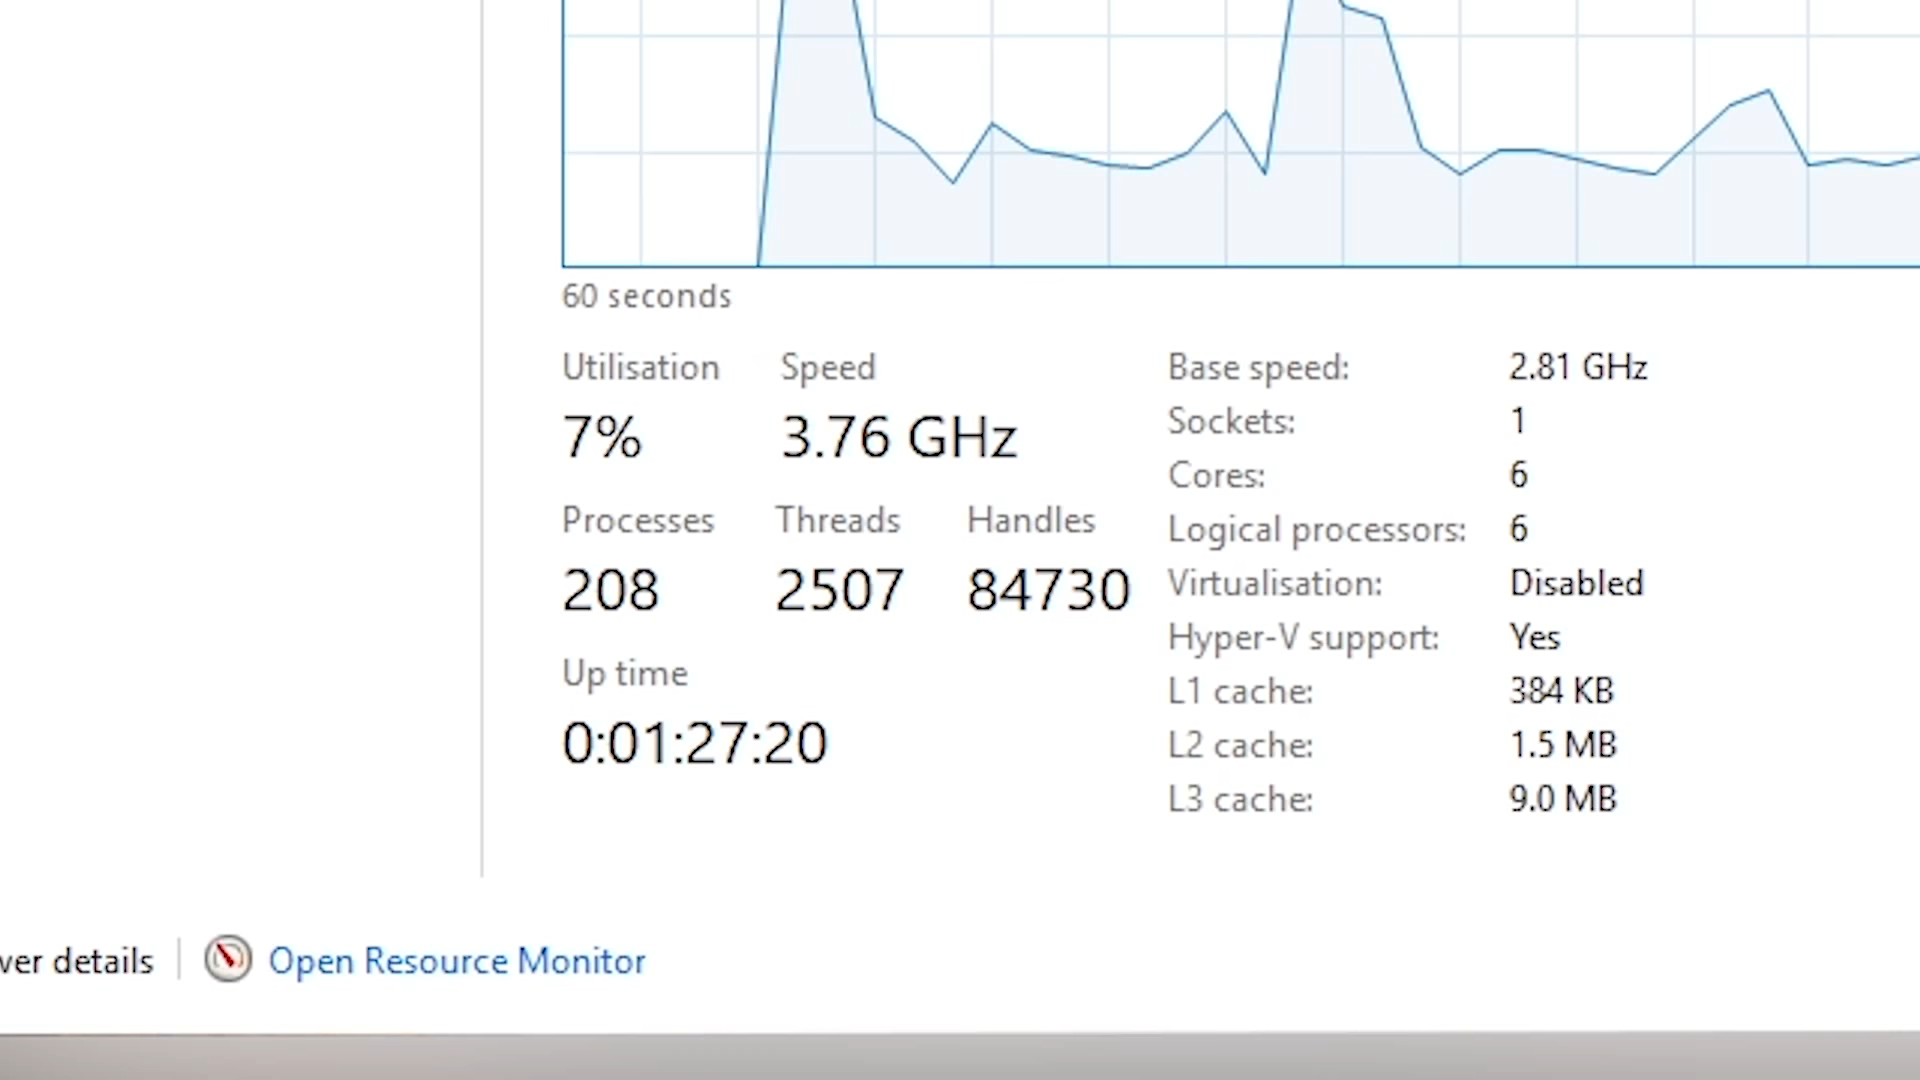 60 seconds
Utilisation Speed
7% 3.76 GHz
Processes Threads Handles
208 2507 84730
Up time
0:01:27:20
Base speed: 2.81 GHz
Sockets: 1
Cores: 6
Logical processors: 6
Virtualisation: Disabled
Hyper-V support: Yes
L1 cache: 384 KB
L2 cache: 1.5 MB
L3 cache: 9.0 MB
details
Open Resource Monitor